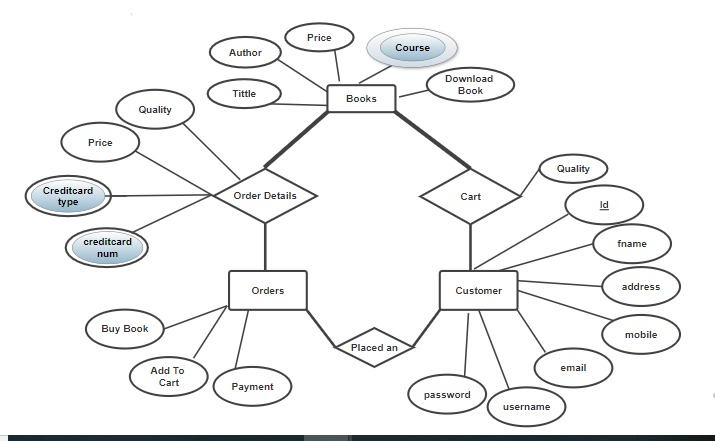 Price
Course
Author
Download
Book
Tittle
Books
Quality
Price
Quality
Creditcard
type
Order Details
Cart
Id
creditcard
num
fname
Orders
Customer
address
Buy Book
mobile
Placed an
Add To
Cart
email
Payment
password
username